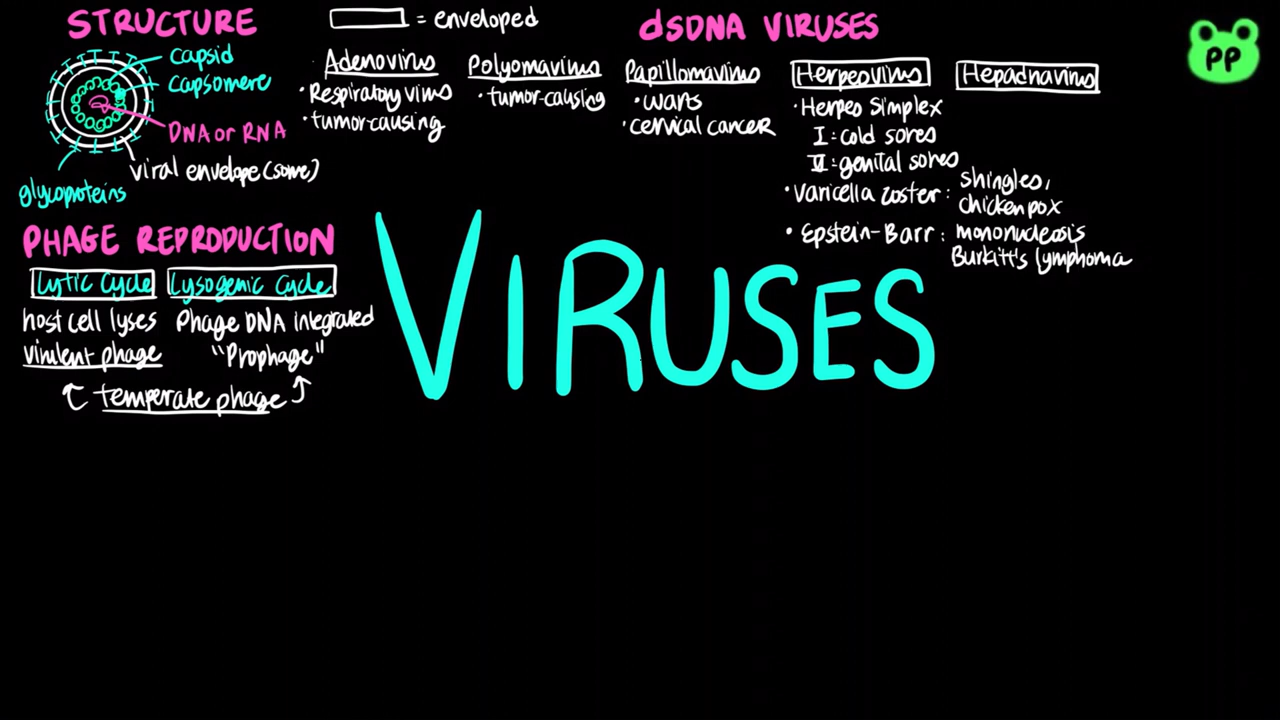 STRUCTURE
capsid
capsomere
DNA or RNA
viral envelope (some)
glycoproteins
= enveloped
dsDNA VIRUSES
PP
Adenovirus
• Respiratory virus
• tumor-causing
Polyomavirus
• tumor-causing
Papillomavirus
• warts
• cervical cancer
Herpesvirus
• Herpes Simplex
I: cold sores
II: genital sores
• Varicella zoster: shingles,
chickenpox
• Epstein-Barr: mononucleosis
Burkitt's lymphoma
Hepadnavirus
PHAGE REPRODUCTION
Lytic Cycle
host cell lyses
virulent phage
Lysogenic Cycle
Phage DNA integrated
"Prophage"
temperate phage
VIRUSES